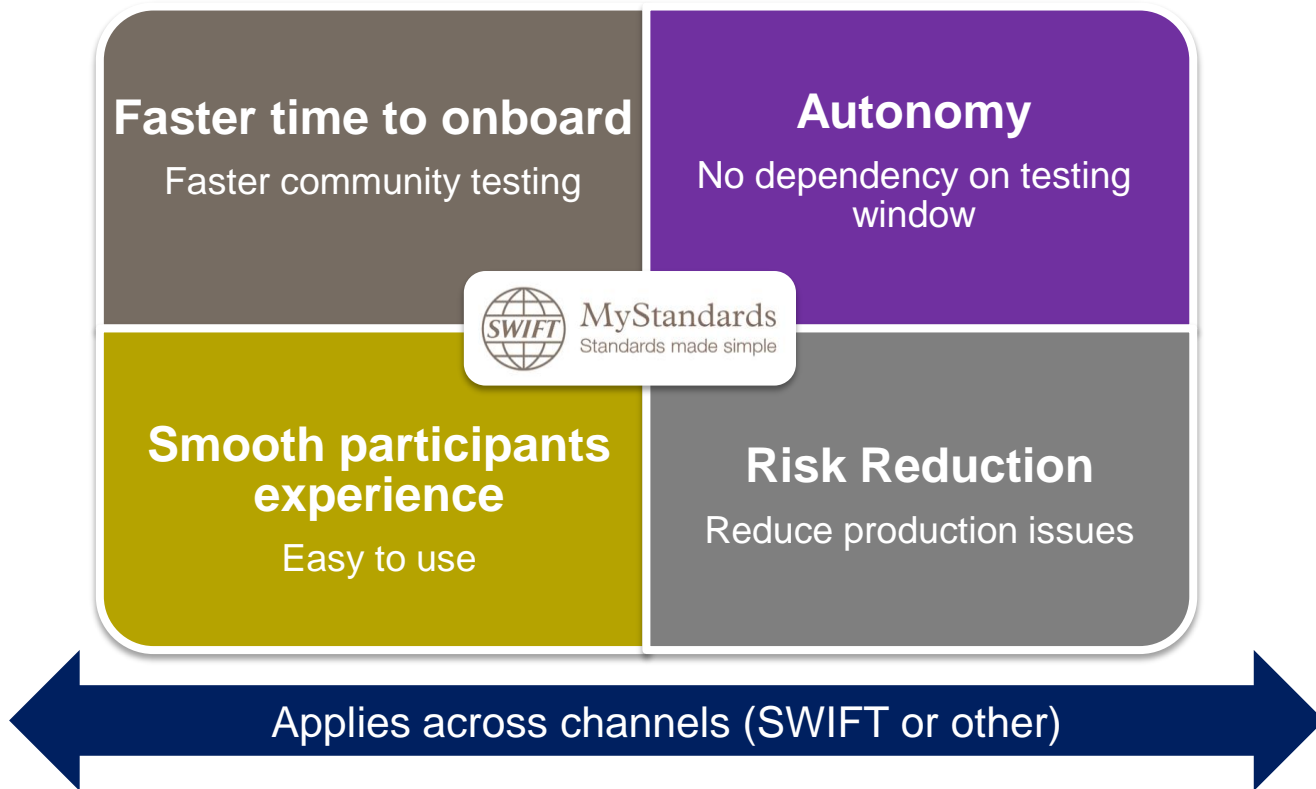 Faster time to onboard
Faster community testing
Autonomy
No dependency on testing
window
SWIFT
MyStandards
Standards made simple
Smooth participants
experience
Easy to use
Risk Reduction
Reduce production issues
Applies across channels (SWIFT or other)